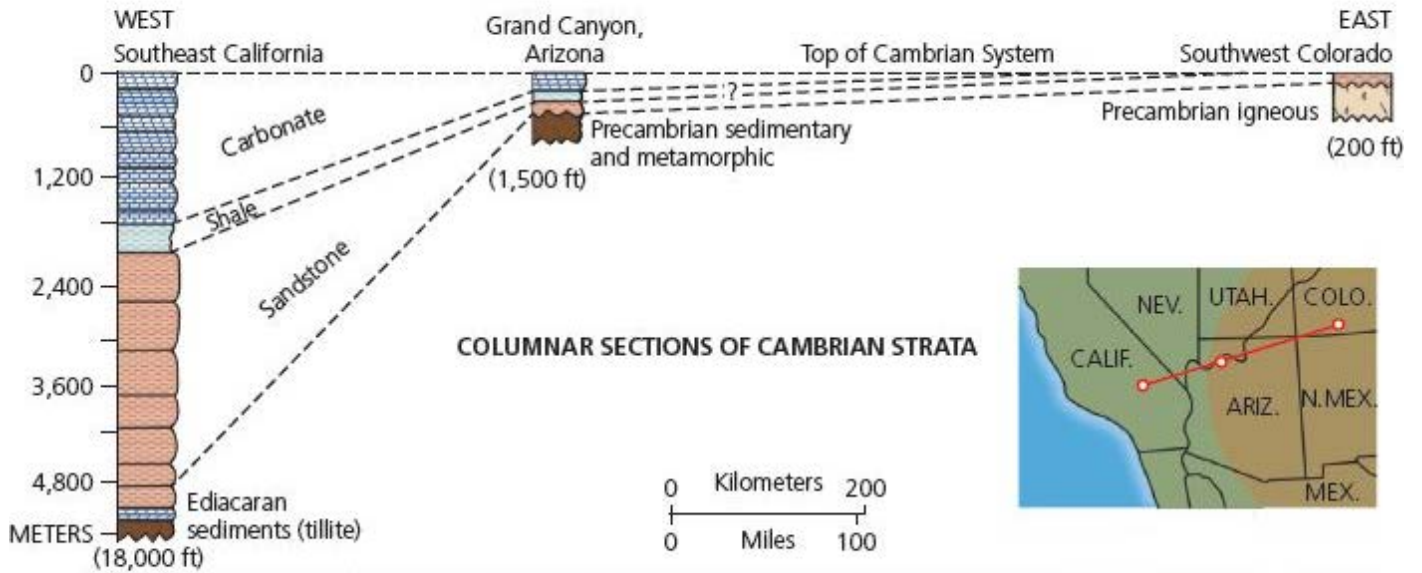 WEST
Southeast California
Grand Canyon,
Arizona
Top of Cambrian System
EAST
Southwest Colorado
0
1,200
2,400
3,600
4,800
METERS
(18,000 ft)
Carbonate
Shale
Sandstone
?
Precambrian sedimentary
and metamorphic
(1,500 ft)
Precambrian igneous
(200 ft)
Ediacaran
sediments (tillite)
COLUMNAR SECTIONS OF CAMBRIAN STRATA
0 Kilometers 200
0 Miles 100
NEV.
UTAH.
COLO.
CALIF.
ARIZ.
N.MEX.
MEX.